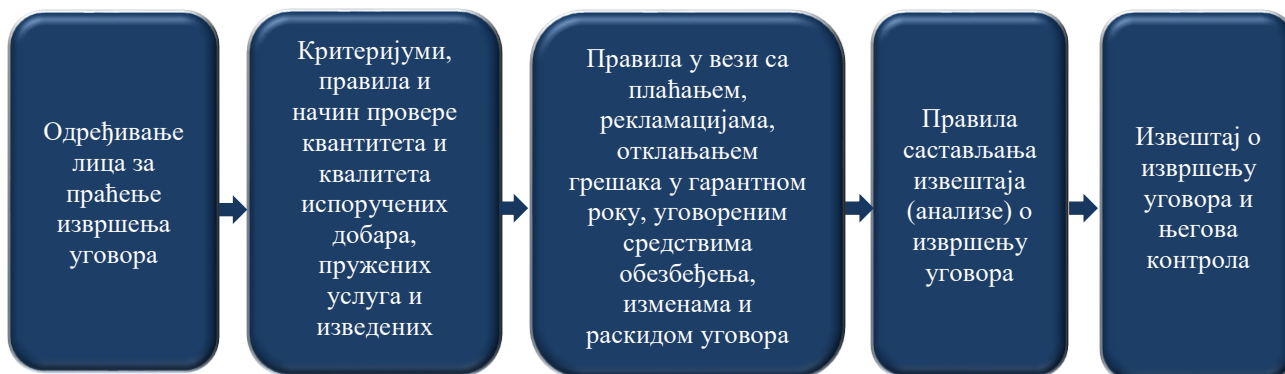 Одређивање
лица за
праћење
извршења
уговора
Критеријуми,
правила и
начин провере
квантитета и
квалитета
испоручених
добара,
пружених
услуга и
изведених
Правила у вези са
плаћањем,
рекламацијама,
отклањањем
грешака у гарантном
року, уговореним
средствима
обезбеђења,
изменама и
раскидом уговора
Правила
састављања
извештаја
(анализе) о
извршењу
уговора
Извештај о
извршењу
уговора и
његова
контрола